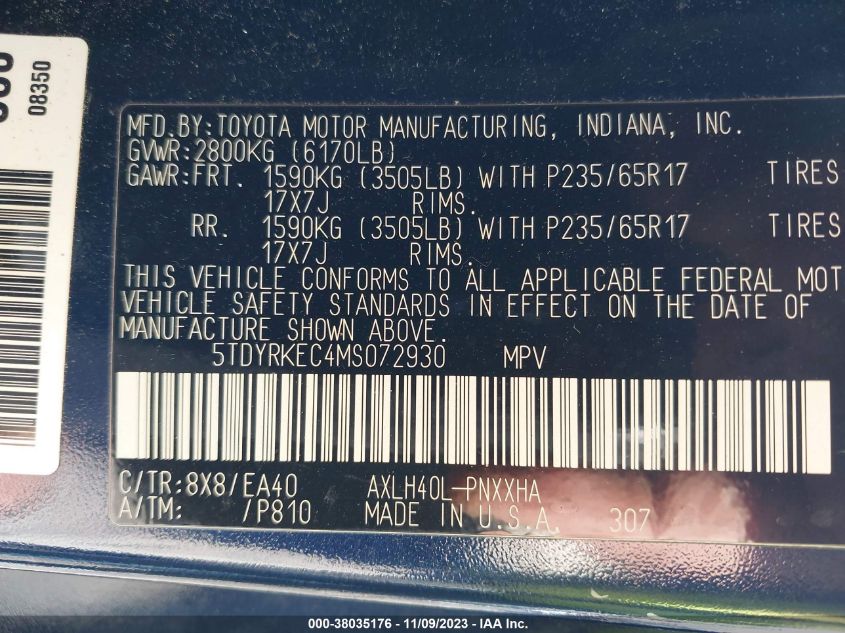 08350
MFD.BY:TOYOTA MOTOR MANUFACTURING, INDIANA, INC.
GVWR:2800KG (6170LB)
GAWR:FRT. 1590KG (3505LB) WITH P235/65R17 TIRES
17X7J RIMS.
RR. 1590KG (3505LB) WITH P235/65R17 TIRES
17X7J RIMS.
THIS VEHICLE CONFORMS TO ALL APPLICABLE FEDERAL MOT
VEHICLE SAFETY STANDARDS IN EFFECT ON THE DATE OF
MANUFACTURE SHOWN ABOVE.
5TDYRKEC4MS072930 MPV
C/TR:8X8/EA40 AXLH40L-PNXXHA
A/TM: /P810 MADE IN U.S.A. 307
000-38035176 - 11/09/2023 - IAA Inc.